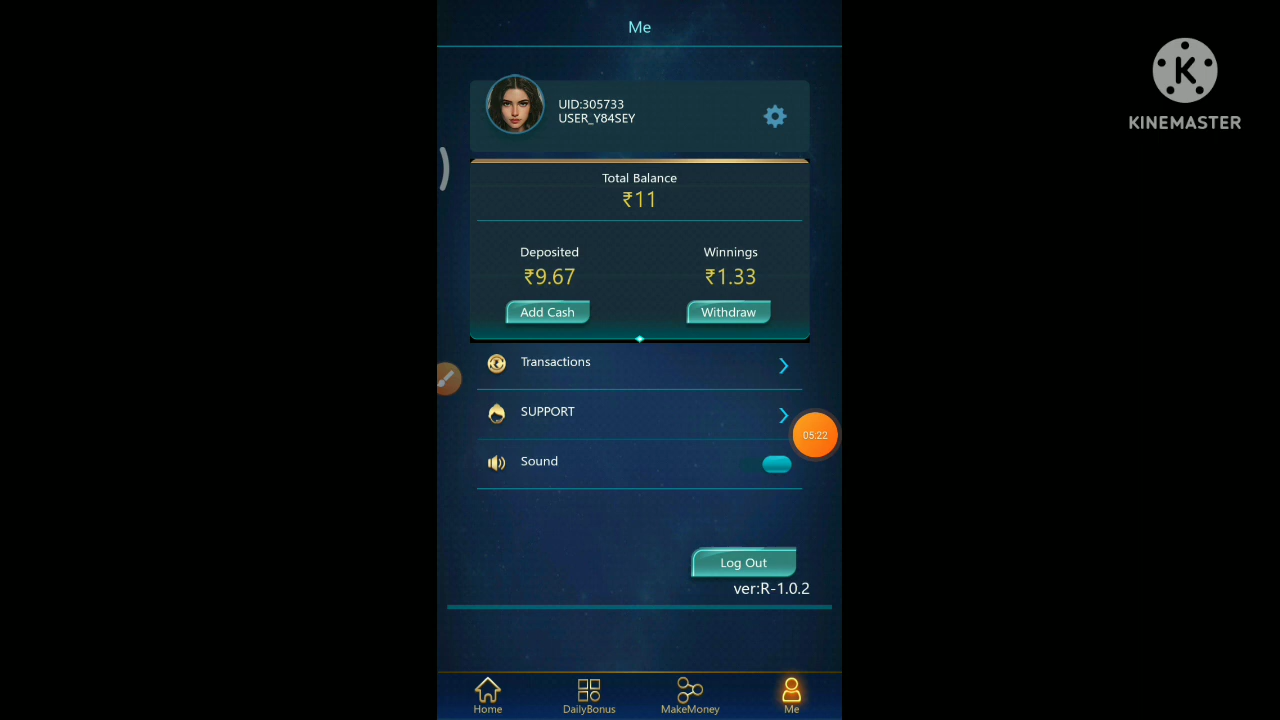 Me
UID:305733
USER_Y84SEY
KINEMASTER
Total Balance
₹11
Deposited
Winnings
₹9.67
₹1.33
Add Cash
Withdraw
Transactions
SUPPORT
05:22
Sound
Log Out
ver:R-1.0.2
Home
DailyBonus
MakeMoney
Me